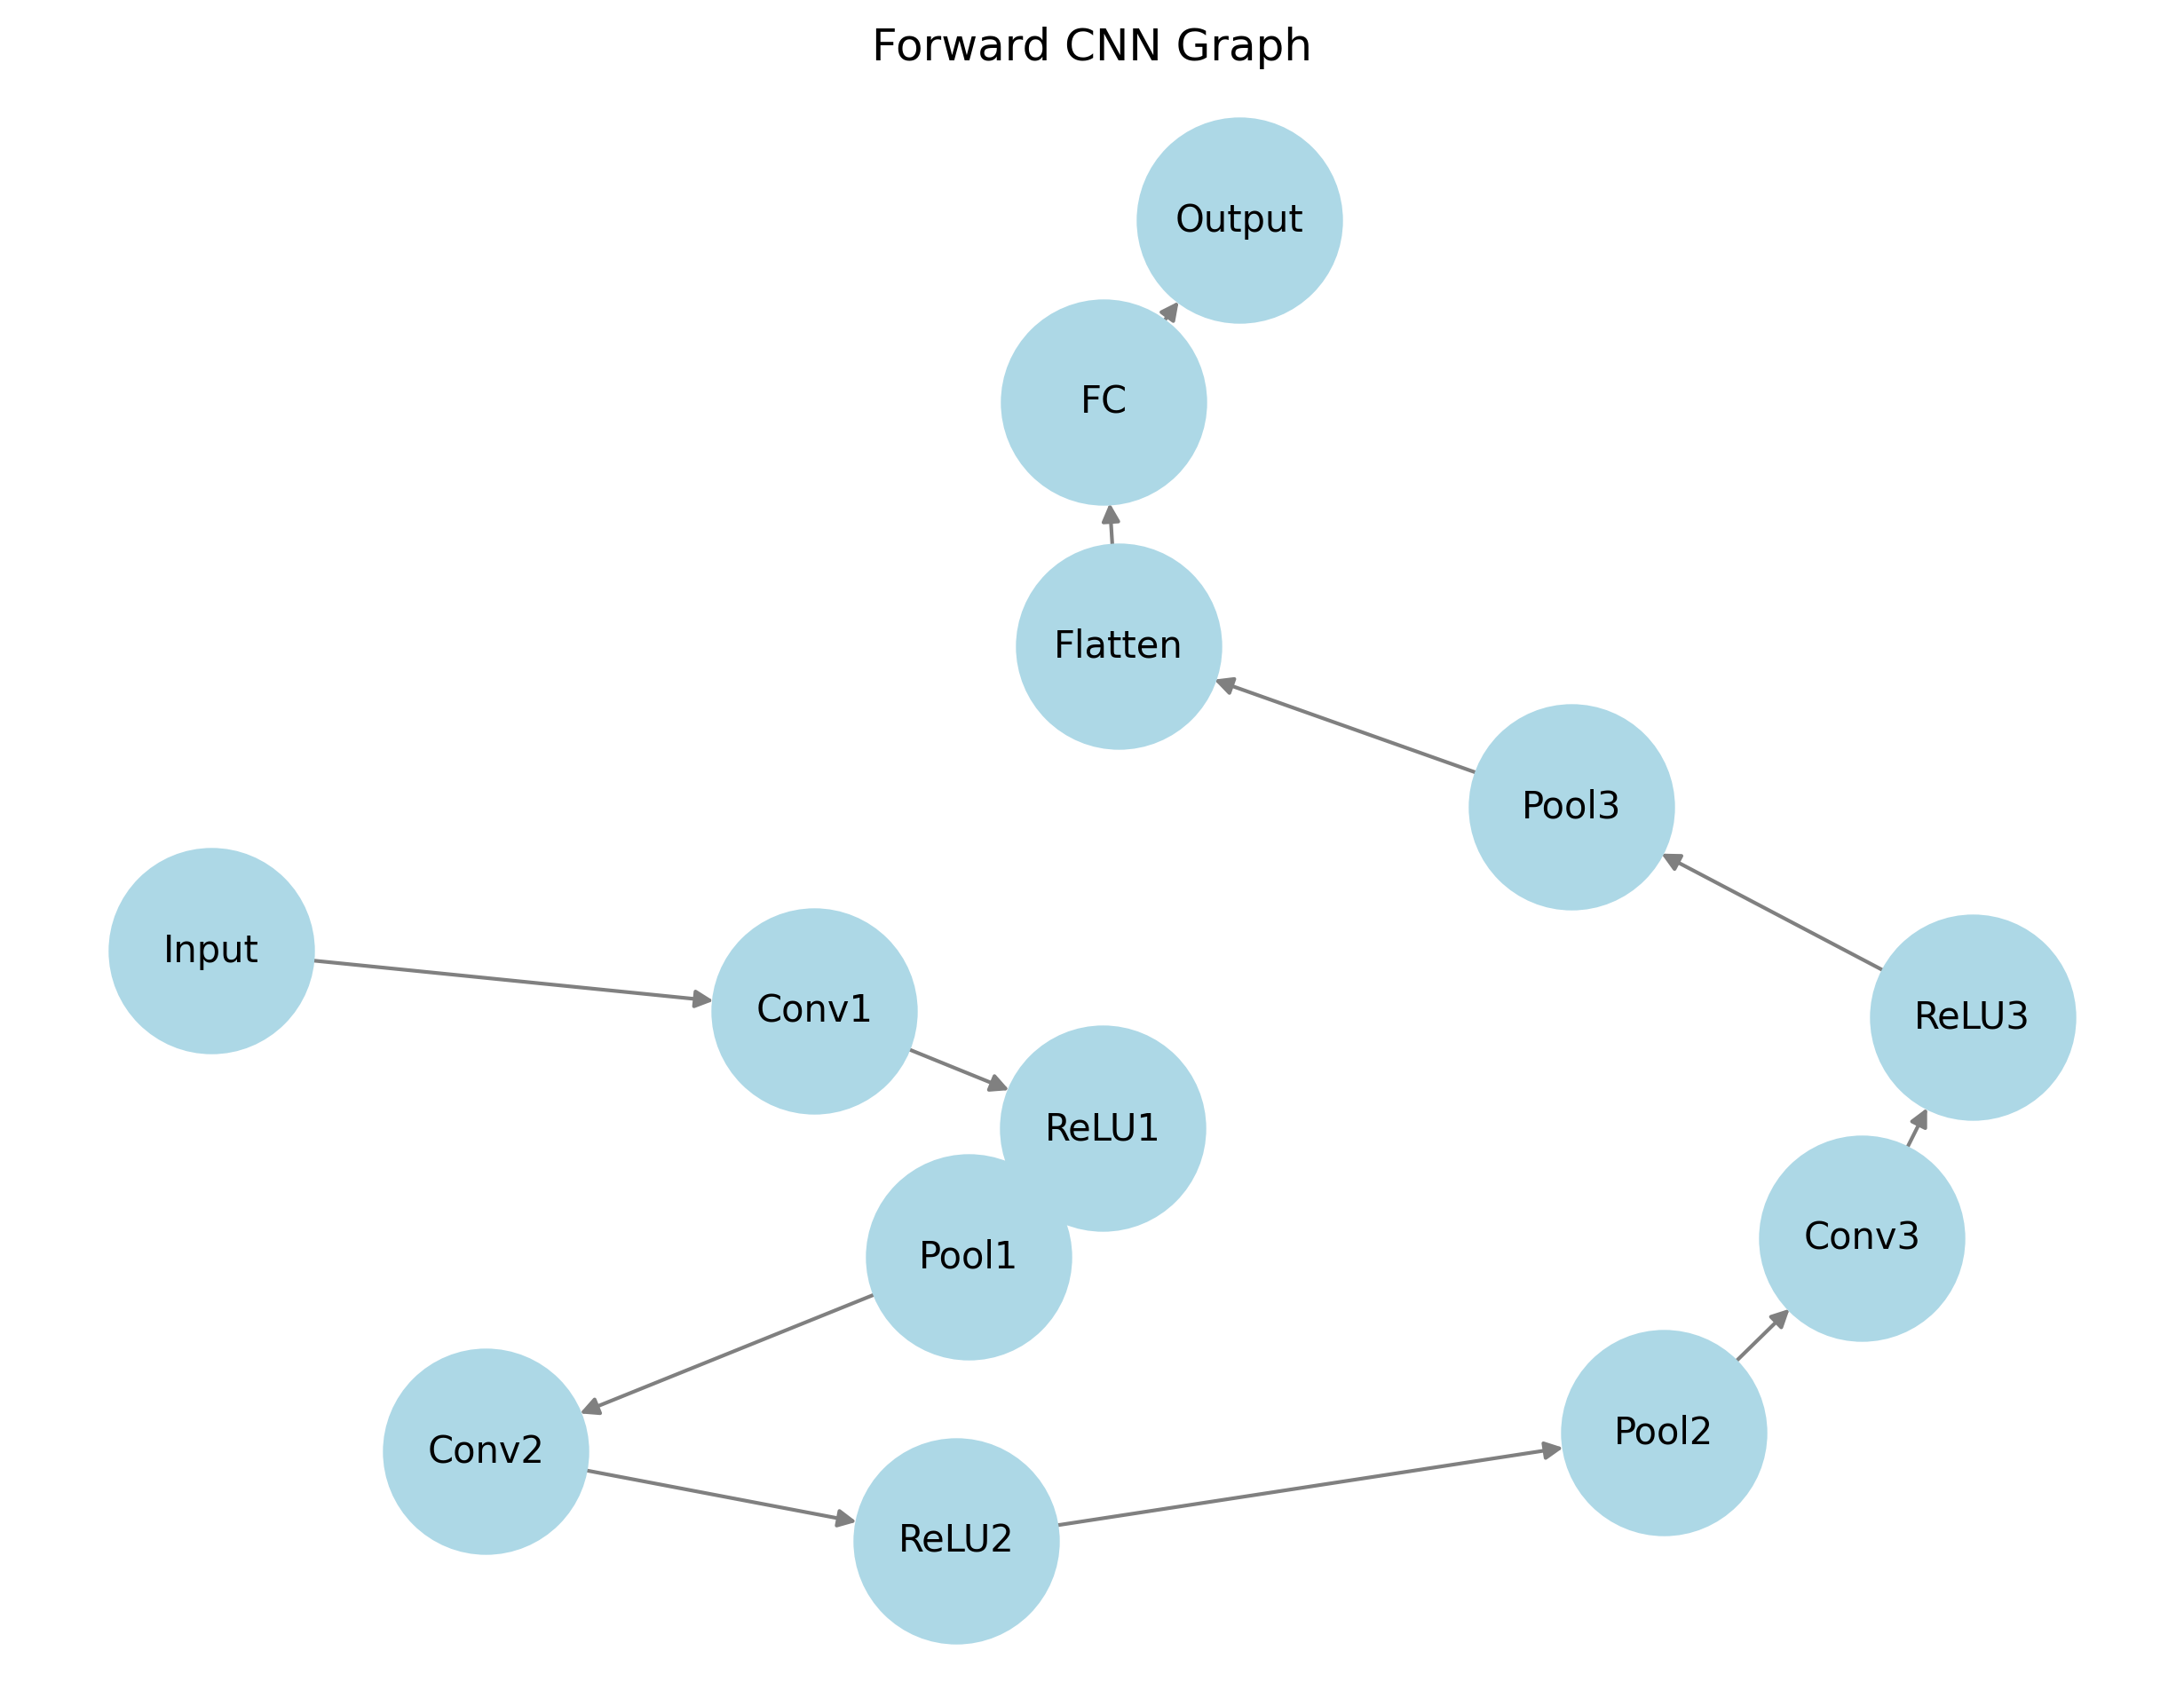 Forward CNN Graph
Output
FC
Flatten
Pool3
Input
Conv1
ReLU3
ReLU1
Conv3
Pool1
Pool2
Conv2
ReLU2